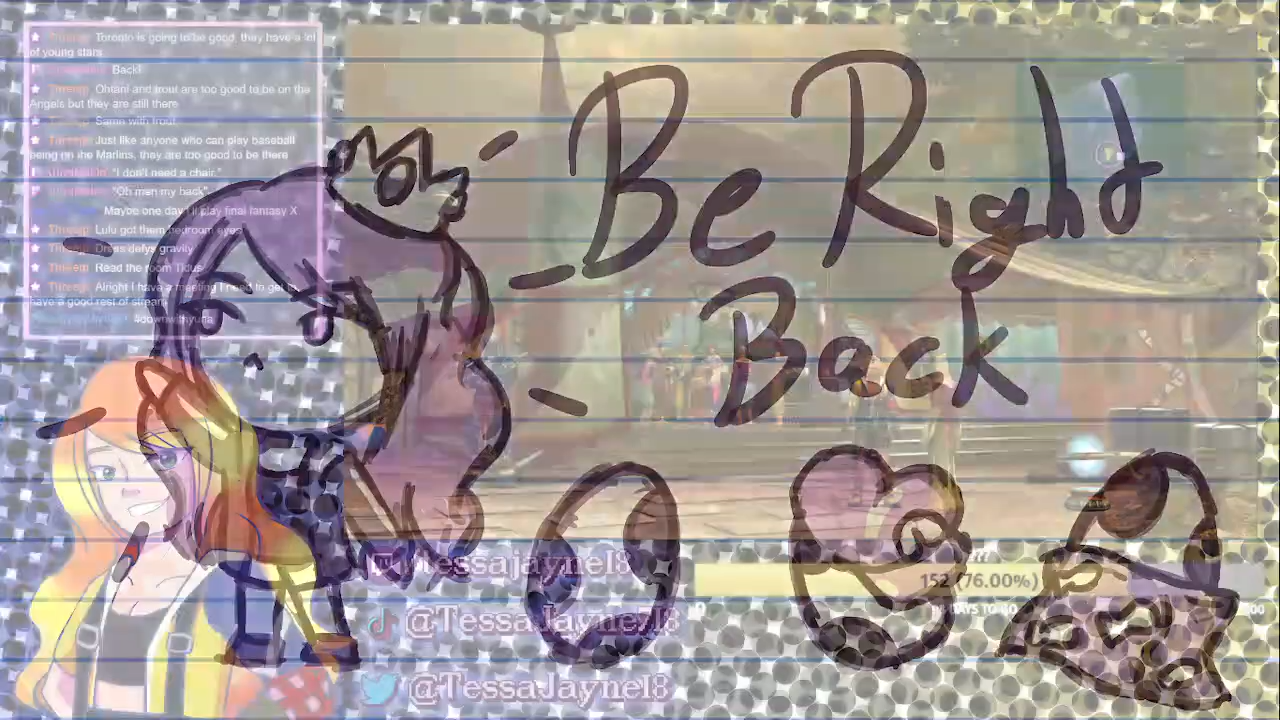 Toronto is going to be good, they have a lot
of young stars
Back!
Ohtani and trout are too good to be on the
Angels but they are still there
Same with trout
Just like anyone who can play baseball
being on the Marlins, they are too good to be there
"I don't need a chair."
"Oh man my back"
Maybe one day I'll play final fantasy X
Lulu got them bedroom eyes
Dress defys gravity
Read the room Tidus
Alright I have a meeting I need to get to,
have a good rest of stream
#downwithyuna
Be Right
Back
152 (76.00%)
DAYS TO GO
@TessaJayne18
@TessaJayne18